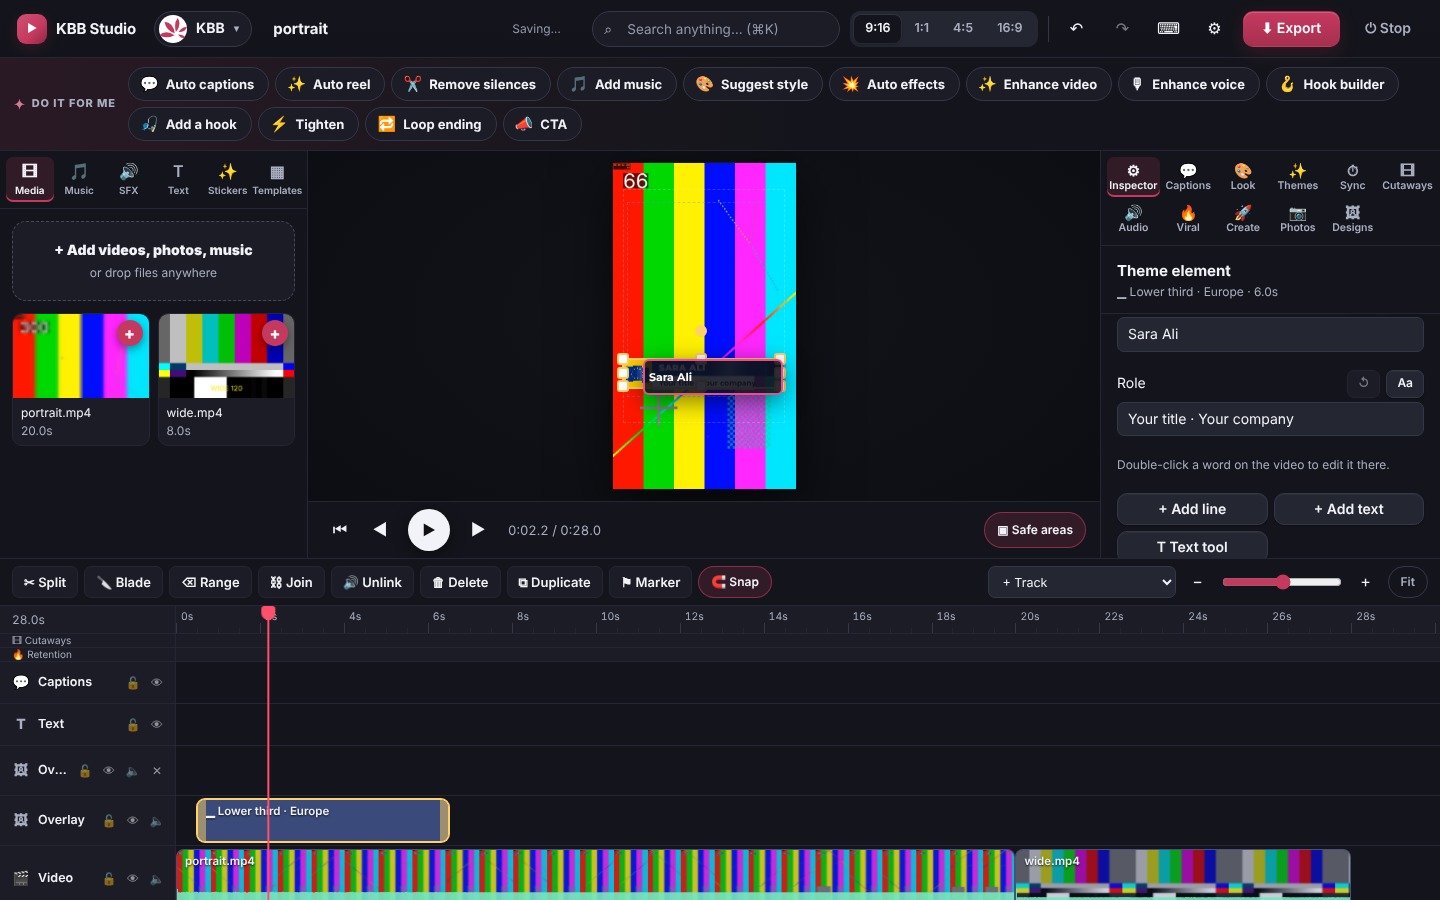 KBB Studio
KBB
portrait
Saving...
Search anything... (⌘K)
9:16
1:1
4:5
16:9
Export
Stop
DO IT FOR ME
Auto captions
Auto reel
Remove silences
Add music
Suggest style
Auto effects
Enhance video
Enhance voice
Hook builder
Add a hook
Tighten
Loop ending
CTA
Media
Music
SFX
Text
Stickers
Templates
+ Add videos, photos, music
or drop files anywhere
portrait.mp4
20.0s
WIDE 120
wide.mp4
8.0s
66
SARA ALI
Sara Ali
your company
0:02.2 / 0:28.0
Safe areas
Inspector
Captions
Look
Themes
Sync
Cutaways
Audio
Viral
Create
Photos
Designs
Theme element
Lower third · Europe · 6.0s
Sara Ali
Role
Aa
Your title · Your company
Double-click a word on the video to edit it there.
+ Add line
+ Add text
T Text tool
Split
Blade
Range
Join
Unlink
Delete
Duplicate
Marker
Snap
+ Track
−
+
Fit
28.0s
0s
4s
6s
8s
10s
12s
14s
16s
18s
20s
22s
24s
26s
28s
Cutaways
Retention
Captions
T Text
Ov...
Overlay
Lower third · Europe
Video
portrait.mp4
wide.mp4